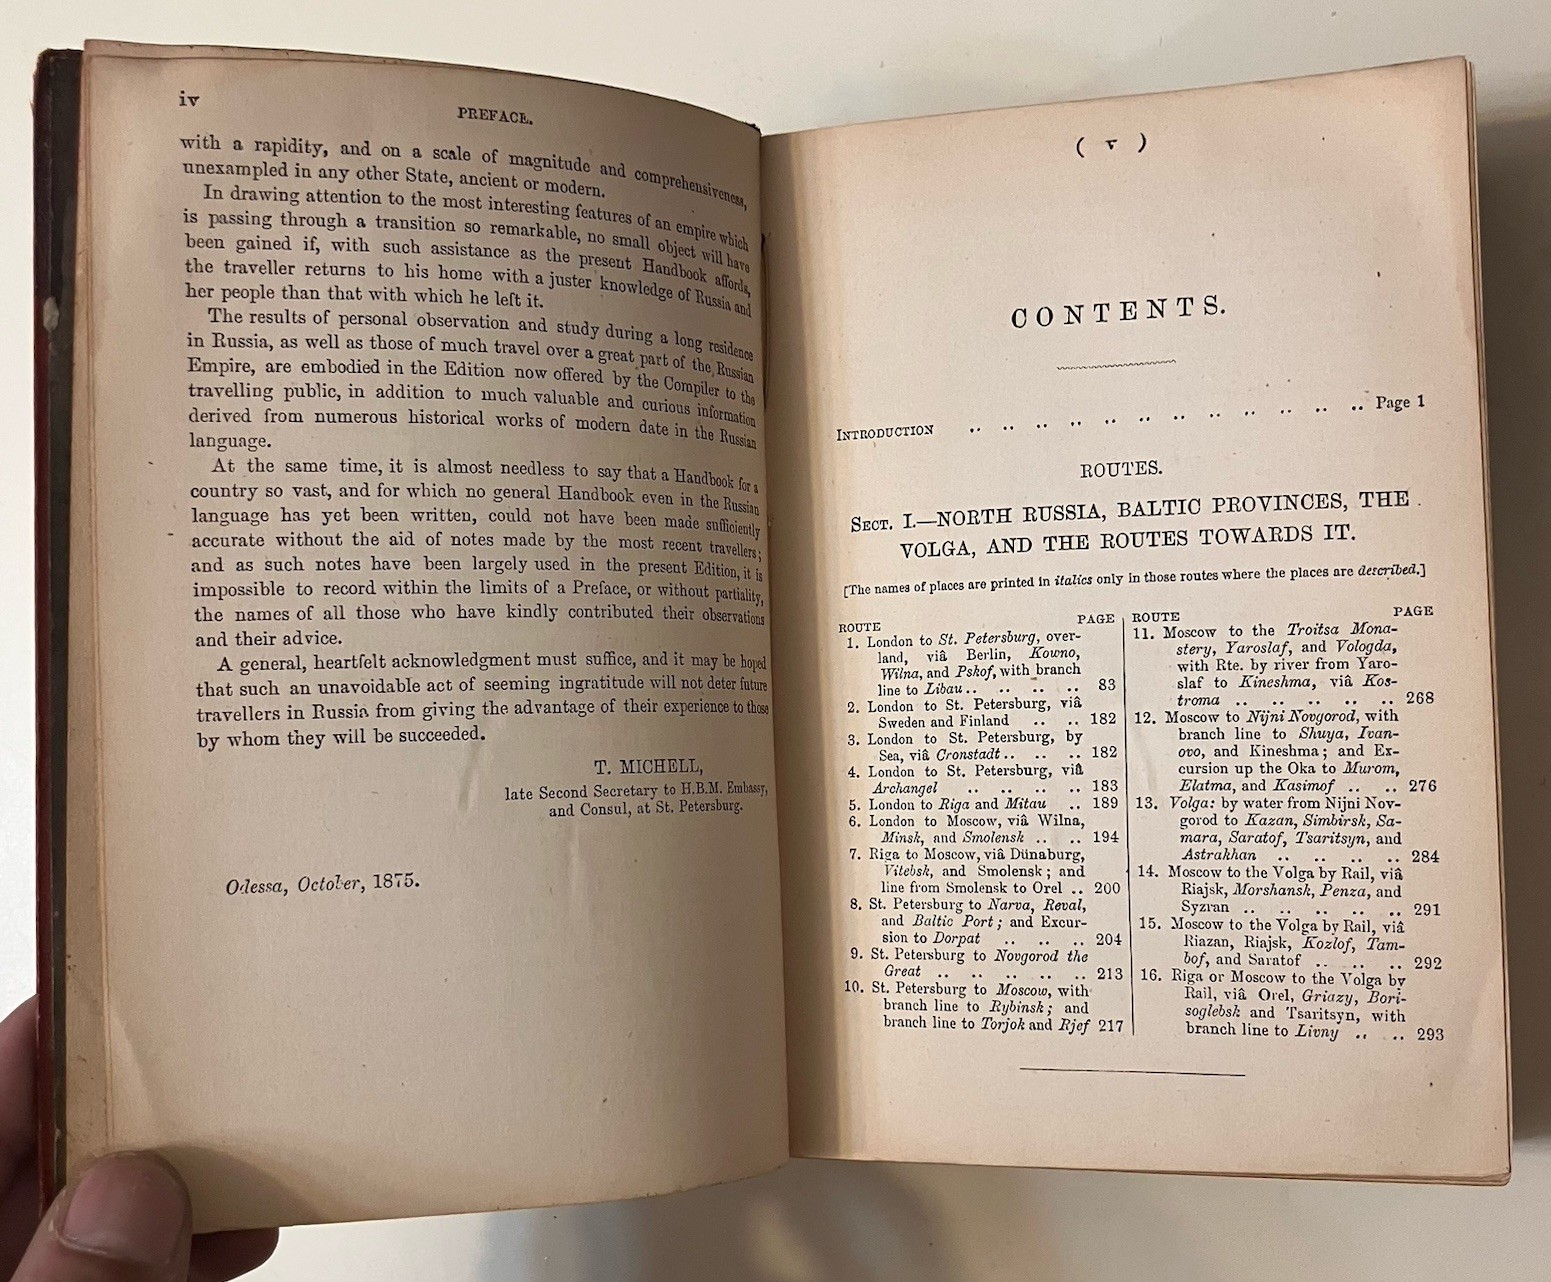 iv
PREFACE.
with a rapidity, and on a scale of magnitude and comprehensiveness,
unexampled in any other State, ancient or modern.
In drawing attention to the most interesting features of an empire which
is passing through a transition so remarkable, no small object will have
been gained if, with such assistance as the present Handbook affords,
the traveller returns to his home with a juster knowledge of Russia and
her people than that with which he left it.
The results of personal observation and study during a long residence
in Russia, as well as those of much travel over a great part of the Russian
Empire, are embodied in the Edition now offered by the Compiler to the
travelling public, in addition to much valuable and curious information
derived from numerous historical works of modern date in the Russian
language.
At the same time, it is almost needless to say that a Handbook for a
country so vast, and for which no general Handbook even in the Russian
language has yet been written, could not have been made sufficiently
accurate without the aid of notes made by the most recent travellers;
and as such notes have been largely used in the present Edition, it is
impossible to record within the limits of a Preface, or without partiality,
the names of all those who have kindly contributed their observations
and their advice.
A general, heartfelt acknowledgment must suffice, and it may be hoped
that such an unavoidable act of seeming ingratitude will not deter future
travellers in Russia from giving the advantage of their experience to those
by whom they will be succeeded.
T. MICHELL,
late Second Secretary to H.B.M. Embassy,
and Consul, at St. Petersburg.
Odessa, October, 1875.
( v )
CONTENTS.
INTRODUCTION .. .. .. .. .. .. .. .. .. .. .. .. Page 1
ROUTES.
SECT. I.—NORTH RUSSIA, BALTIC PROVINCES, THE
VOLGA, AND THE ROUTES TOWARDS IT.
[The names of places are printed in italics only in those routes where the places are described.]
ROUTE PAGE
1. London to St. Petersburg, over-
land, viâ Berlin, Kowno,
Wilna, and Pskof, with branch
line to Libau .. .. .. .. 83
2. London to St. Petersburg, viâ
Sweden and Finland .. .. 182
3. London to St. Petersburg, by
Sea, viâ Cronstadt .. .. .. 182
4. London to St. Petersburg, viâ
Archangel .. .. .. .. 183
5. London to Riga and Mitau .. 189
6. London to Moscow, viâ Wilna,
Minsk, and Smolensk .. .. 194
7. Riga to Moscow, viâ Dünaburg,
Vitebsk, and Smolensk; and
line from Smolensk to Orel .. 200
8. St. Petersburg to Narva, Reval,
and Baltic Port; and Excur-
sion to Dorpat .. .. .. 204
9. St. Petersburg to Novgorod the
Great .. .. .. .. .. 213
10. St. Petersburg to Moscow, with
branch line to Rybinsk; and
branch line to Torjok and Rjef 217
ROUTE PAGE
11. Moscow to the Troïtsa Mona-
stery, Yaroslaf, and Vologda,
with Rte. by river from Yaro-
slaf to Kineshma, viâ Kos-
troma .. .. .. .. .. 268
12. Moscow to Nijni Novgorod, with
branch line to Shuya, Ivan-
ovo, and Kineshma; and Ex-
cursion up the Oka to Murom,
Elatma, and Kasimof .. .. 276
13. Volga: by water from Nijni Nov-
gorod to Kazan, Simbirsk, Sa-
mara, Saratof, Tsaritsyn, and
Astrakhan .. .. .. .. 284
14. Moscow to the Volga by Rail, viâ
Riajsk, Morshansk, Penza, and
Syzran .. .. .. .. .. 291
15. Moscow to the Volga by Rail, viâ
Riazan, Riajsk, Kozlof, Tam-
bof, and Saratof .. .. .. 292
16. Riga or Moscow to the Volga by
Rail, viâ Orel, Griazy, Bori-
soglebsk and Tsaritsyn, with
branch line to Livny .. .. 293